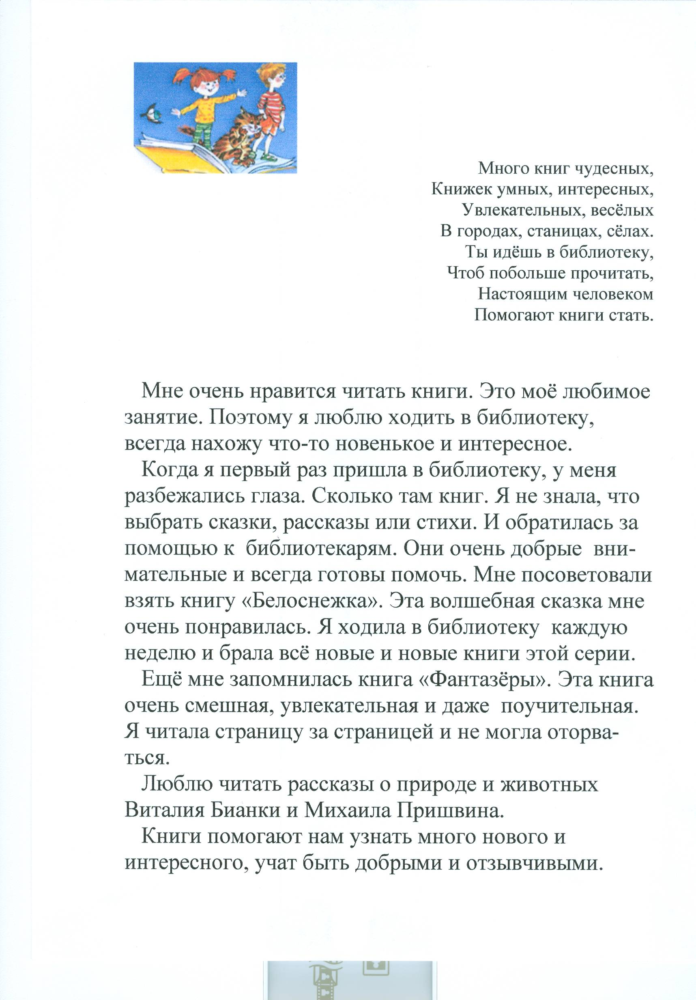 Много книг чудесных,
Книжек умных, интересных,
Увлекательных, весёлых
В городах, станицах, сёлах.
Ты идёшь в библиотеку,
Чтоб побольше прочитать,
Настоящим человеком
Помогают книги стать.
Мне очень нравится читать книги. Это моё любимое
занятие. Поэтому я люблю ходить в библиотеку,
всегда нахожу что-то новенькое и интересное.
Когда я первый раз пришла в библиотеку, у меня
разбежались глаза. Сколько там книг. Я не знала, что
выбрать сказки, рассказы или стихи. И обратилась за
помощью к библиотекарям. Они очень добрые вни-
мательные и всегда готовы помочь. Мне посоветовали
взять книгу «Белоснежка». Эта волшебная сказка мне
очень понравилась. Я ходила в библиотеку каждую
неделю и брала всё новые и новые книги этой серии.
Ещё мне запомнилась книга «Фантазёры». Эта книга
очень смешная, увлекательная и даже поучительная.
Я читала страницу за страницей и не могла оторва-
ться.
Люблю читать рассказы о природе и животных
Виталия Бианки и Михаила Пришвина.
Книги помогают нам узнать много нового и
интересного, учат быть добрыми и отзывчивыми.